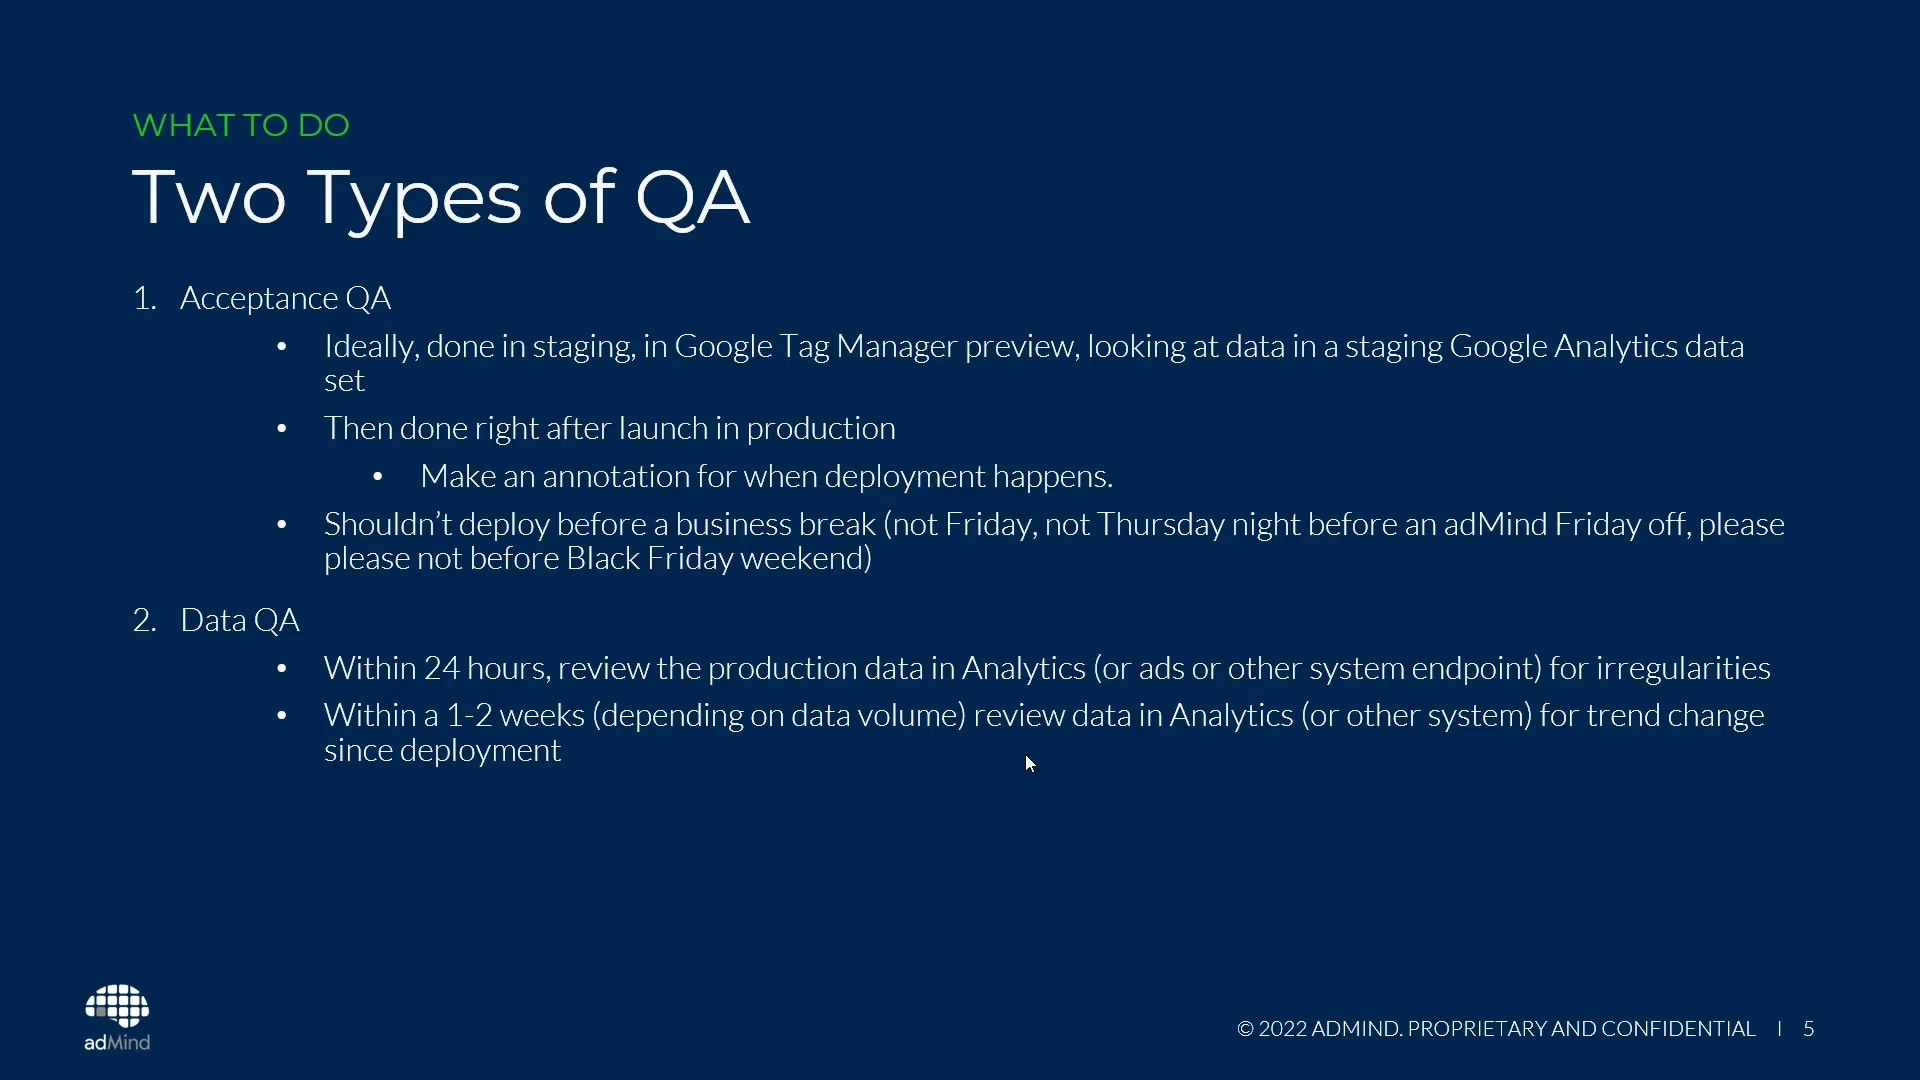 WHAT TO DO
Two Types of QA
1. Acceptance QA
• Ideally, done in staging, in Google Tag Manager preview, looking at data in a staging Google Analytics data
set
• Then done right after launch in production
• Make an annotation for when deployment happens.
• Shouldn’t deploy before a business break (not Friday, not Thursday night before an adMind Friday off, please
please not before Black Friday weekend)
2. Data QA
• Within 24 hours, review the production data in Analytics (or ads or other system endpoint) for irregularities
• Within a 1-2 weeks (depending on data volume) review data in Analytics (or other system) for trend change
since deployment
adMind
© 2022 ADMIND. PROPRIETARY AND CONFIDENTIAL | 5